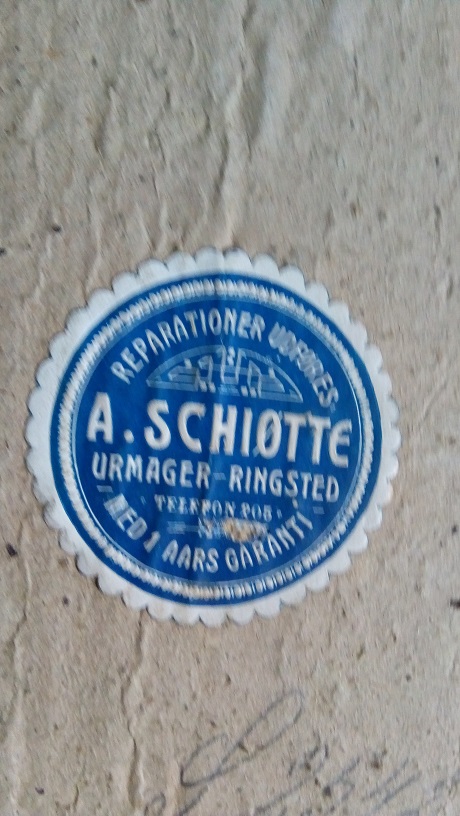 REPARATIONER UDFØRES
A. SCHIØTTE
URMAGER-RINGSTED
TELEFON 208
MED 1 AARS GARANTI